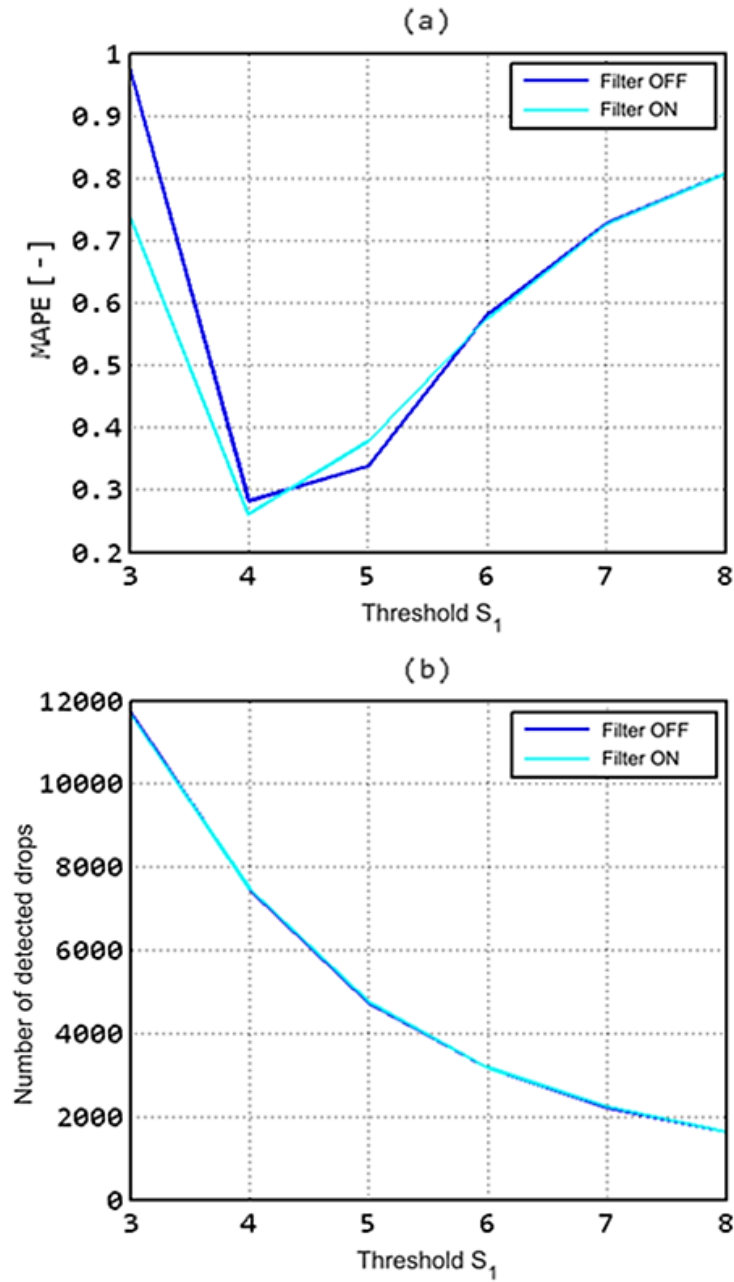 (a)
1
0.9
0.8
0.7
0.6
0.5
0.4
0.3
0.2
MAPE [-]
Filter OFF
Filter ON
3 4 5 6 7 8
Threshold S1
(b)
12000
10000
8000
6000
4000
2000
0
Number of detected drops
Filter OFF
Filter ON
3 4 5 6 7 8
Threshold S1